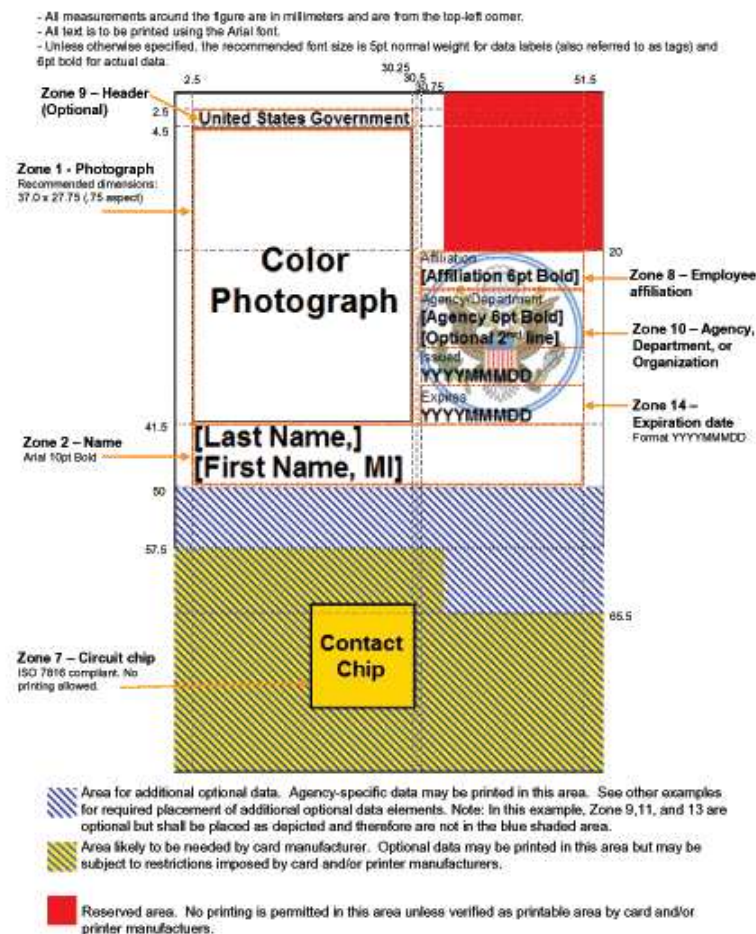 - All measurements around the figure are in millimeters and are from the top-left corner.
- All text is to be printed using the Arial font.
- Unless otherwise specified, the recommended font size is 5pt normal weight for data labels (also referred to as tags) and
6pt bold for actual data.
30.25
2.5
30.5
51.5
30.75
Zone 9 – Header
(Optional)
2.5
United States Government
4.5
Zone 1 - Photograph
Recommended dimensions:
37.0 x 27.75 (.75 aspect)
Color
Photograph
20
Affiliation
[Affiliation 6pt Bold]
Zone 8 – Employee
affiliation
Agency/Department
[Agency 6pt Bold]
[Optional 2nd line]
Zone 10 – Agency,
Department, or
Organization
Issued
YYYYMMMDD
Expires
YYYYMMMDD
Zone 14 –
Expiration date
Format YYYYMMMDD
41.5
Zone 2 – Name
Arial 10pt Bold
[Last Name,]
[First Name, MI]
50
57.5
65.5
Zone 7 – Circuit chip
ISO 7816 compliant. No
printing allowed.
Contact
Chip
Area for additional optional data. Agency-specific data may be printed in this area. See other examples
for required placement of additional optional data elements. Note: In this example, Zone 9,11, and 13 are
optional but shall be placed as depicted and therefore are not in the blue shaded area.
Area likely to be needed by card manufacturer. Optional data may be printed in this area but may be
subject to restrictions imposed by card and/or printer manufacturers.
Reserved area. No printing is permitted in this area unless verified as printable area by card and/or
printer manufactuers.